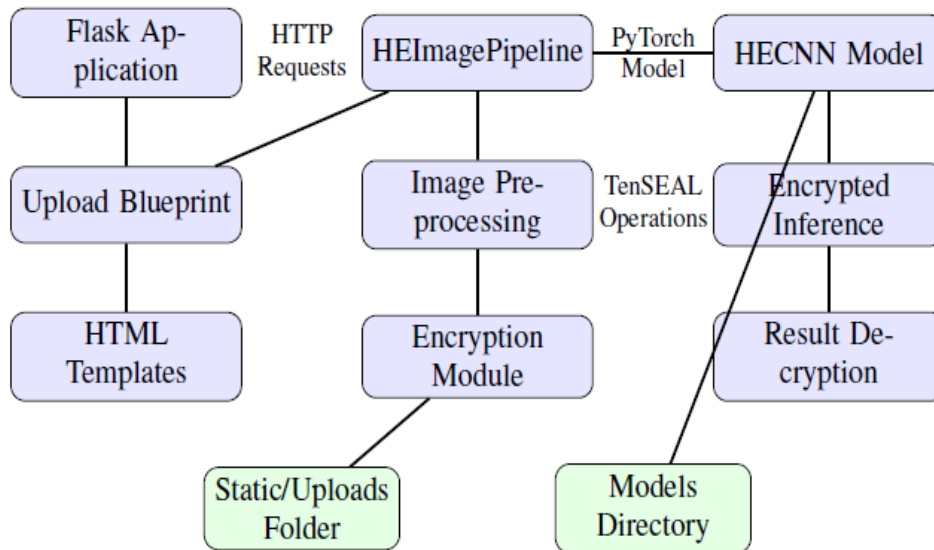 Flask Ap-
plication
HTTP
Requests
HEImagePipeline
PyTorch
Model
HECNN Model
Upload Blueprint
Image Pre-
processing
TenSEAL
Operations
Encrypted
Inference
HTML
Templates
Encryption
Module
Result De-
cryption
Static/Uploads
Folder
Models
Directory